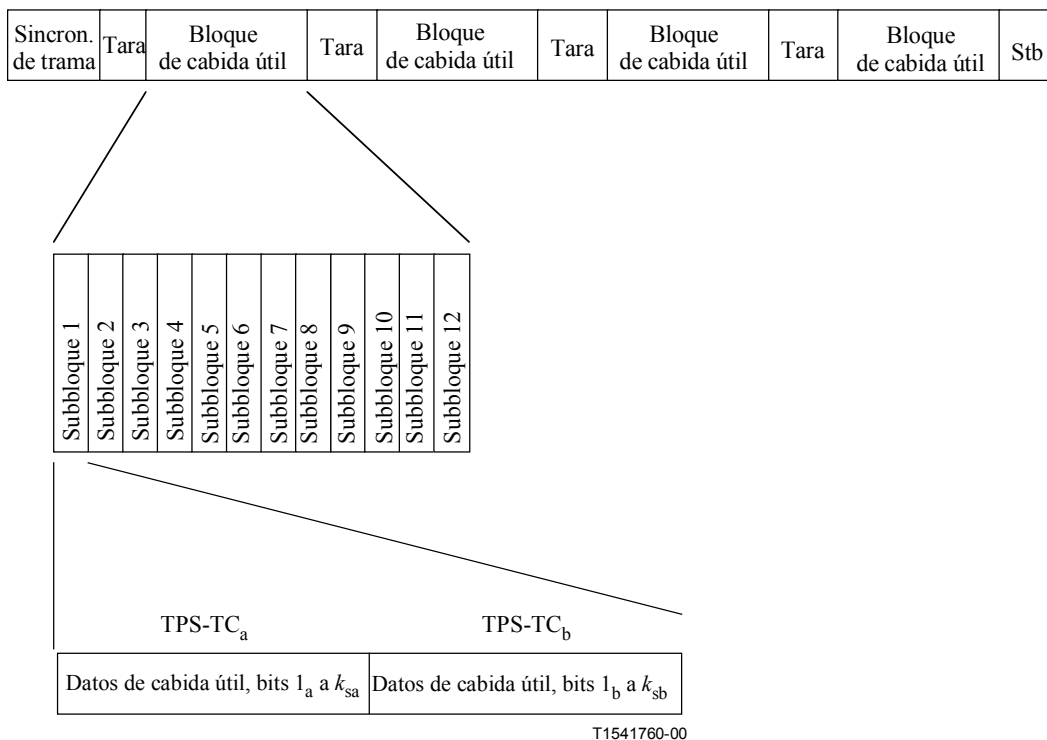 Sincron.
de trama
Tara
Bloque
de cabida útil
Tara
Bloque
de cabida útil
Tara
Bloque
de cabida útil
Tara
Bloque
de cabida útil
Stb
Subbloque 1
Subbloque 2
Subbloque 3
Subbloque 4
Subbloque 5
Subbloque 6
Subbloque 7
Subbloque 8
Subbloque 9
Subbloque 10
Subbloque 11
Subbloque 12
TPS-TCa
TPS-TCb
Datos de cabida útil, bits 1a a ksa
Datos de cabida útil, bits 1b a ksb
T1541760-00